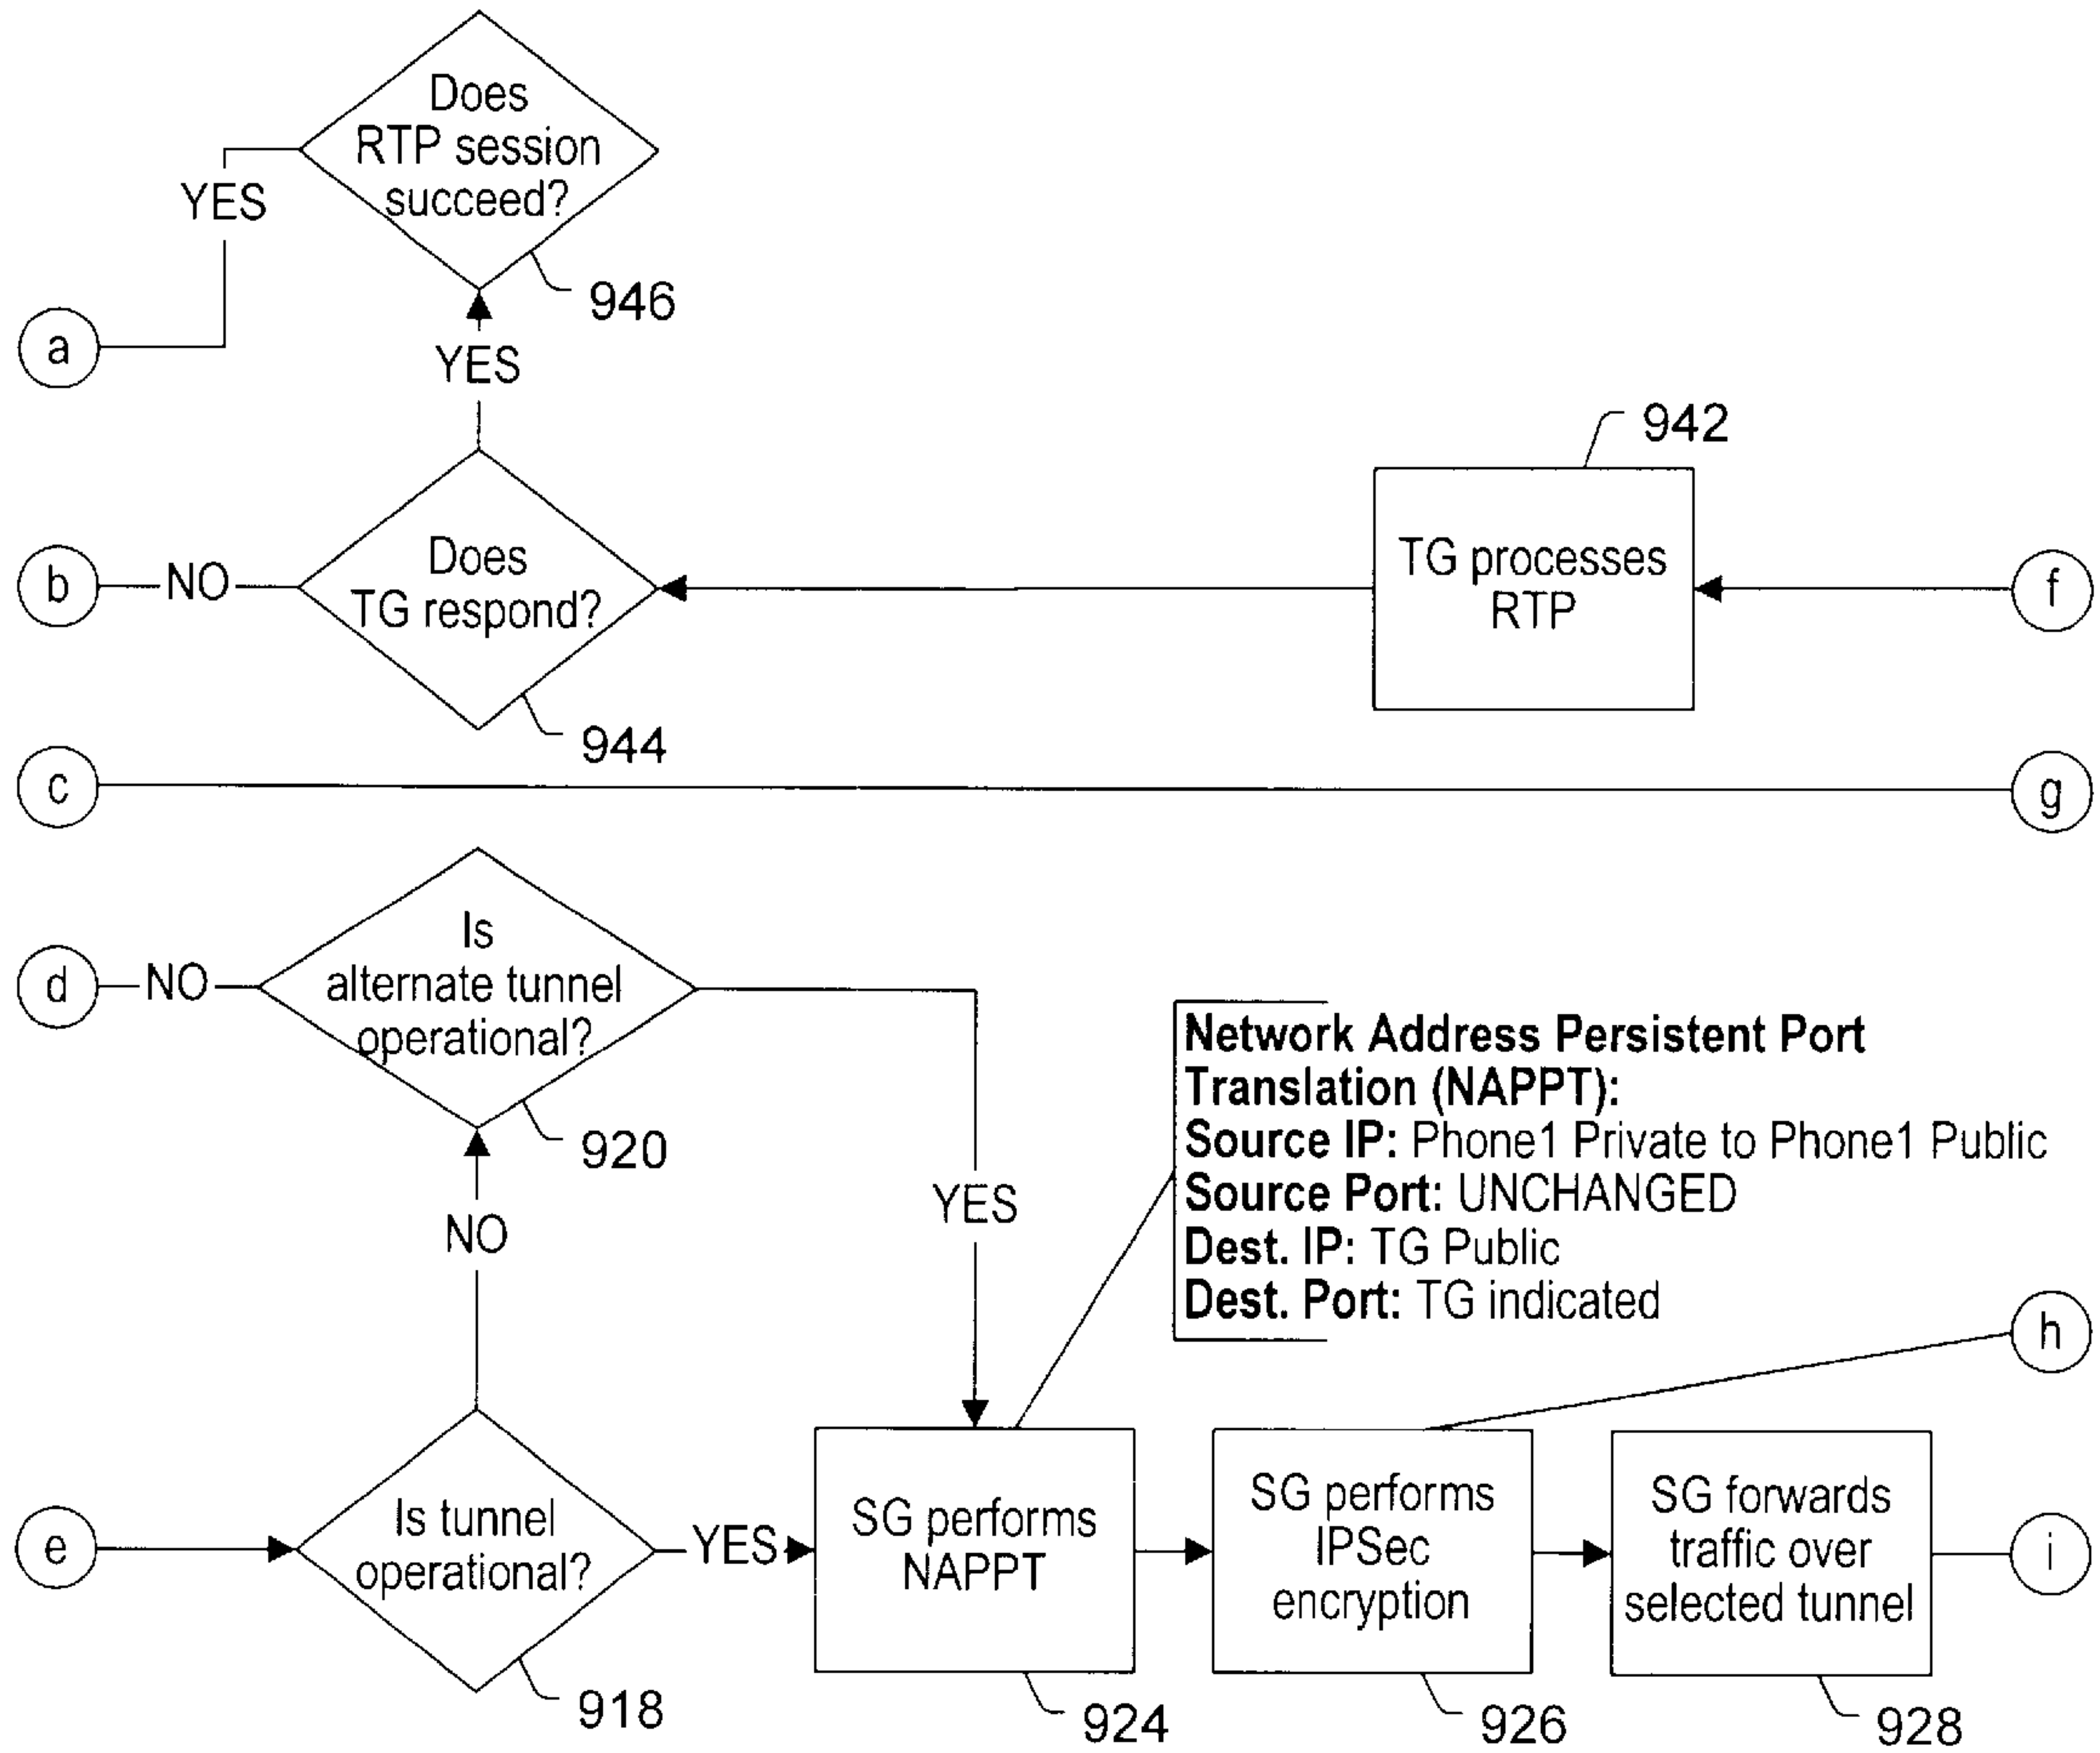 Does
RTP session
succeed?
YES
946
a
YES
942
b
NO
Does
TG respond?
TG processes
RTP
f
944
c
g
Is
alternate tunnel
operational?
d
NO
920
YES
Network Address Persistent Port
Translation (NAPPT):
Source IP: Phone1 Private to Phone1 Public
Source Port: UNCHANGED
Dest. IP: TG Public
Dest. Port: TG indicated
NO
h
e
Is tunnel
operational?
YES
SG performs
NAPPT
SG performs
IPSec
encryption
SG forwards
traffic over
selected tunnel
i
918
924
926
928